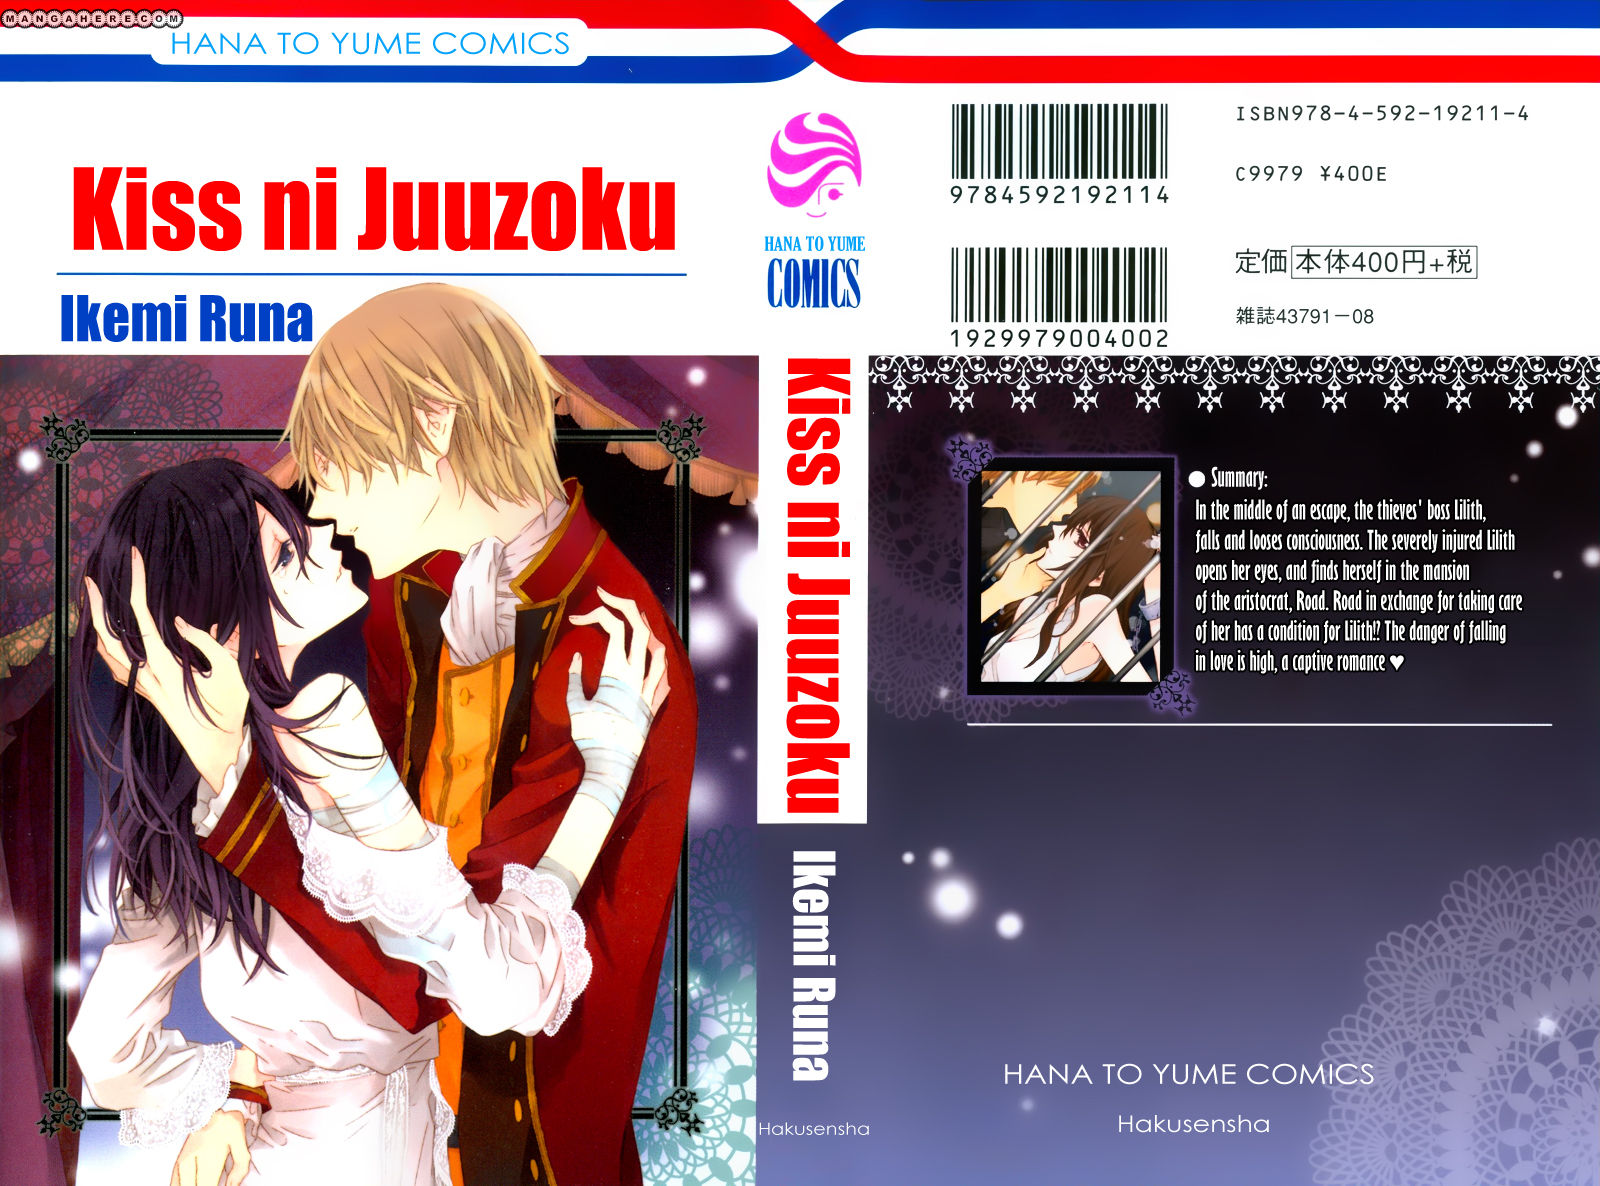 MANGAHERE.COM
HANA TO YUME COMICS
Kiss ni Juuzoku
Ikemi Runa
HANA TO YUME
COMICS
Kiss ni Juuzoku
Ikemi Runa
Hakusensha
9784592192114
1929979004002
ISBN978-4-592-19211-4
C9979 ¥400E
定価本体400円+税
雑誌43791-08
● Summary:
In the middle of an escape, the thieves' boss Lilith,
falls and looses consciousness. The severely injured Lilith
opens her eyes, and finds herself in the mansion
of the aristocrat, Road. Road in exchange for taking care
of her has a condition for Lilith!? The danger of falling
in love is high, a captive romance ♥
HANA TO YUME COMICS
Hakusensha